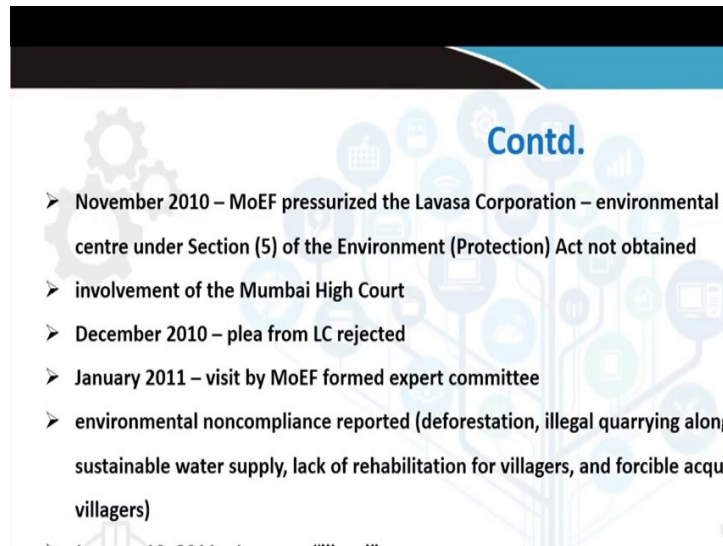 Contd.
➤ November 2010 – MoEF pressurized the Lavasa Corporation – environmental
centre under Section (5) of the Environment (Protection) Act not obtained
➤ involvement of the Mumbai High Court
➤ December 2010 – plea from LC rejected
➤ January 2011 – visit by MoEF formed expert committee
➤ environmental noncompliance reported (deforestation, illegal quarrying
sustainable water supply, lack of rehabilitation for villagers, and forcible
villagers)